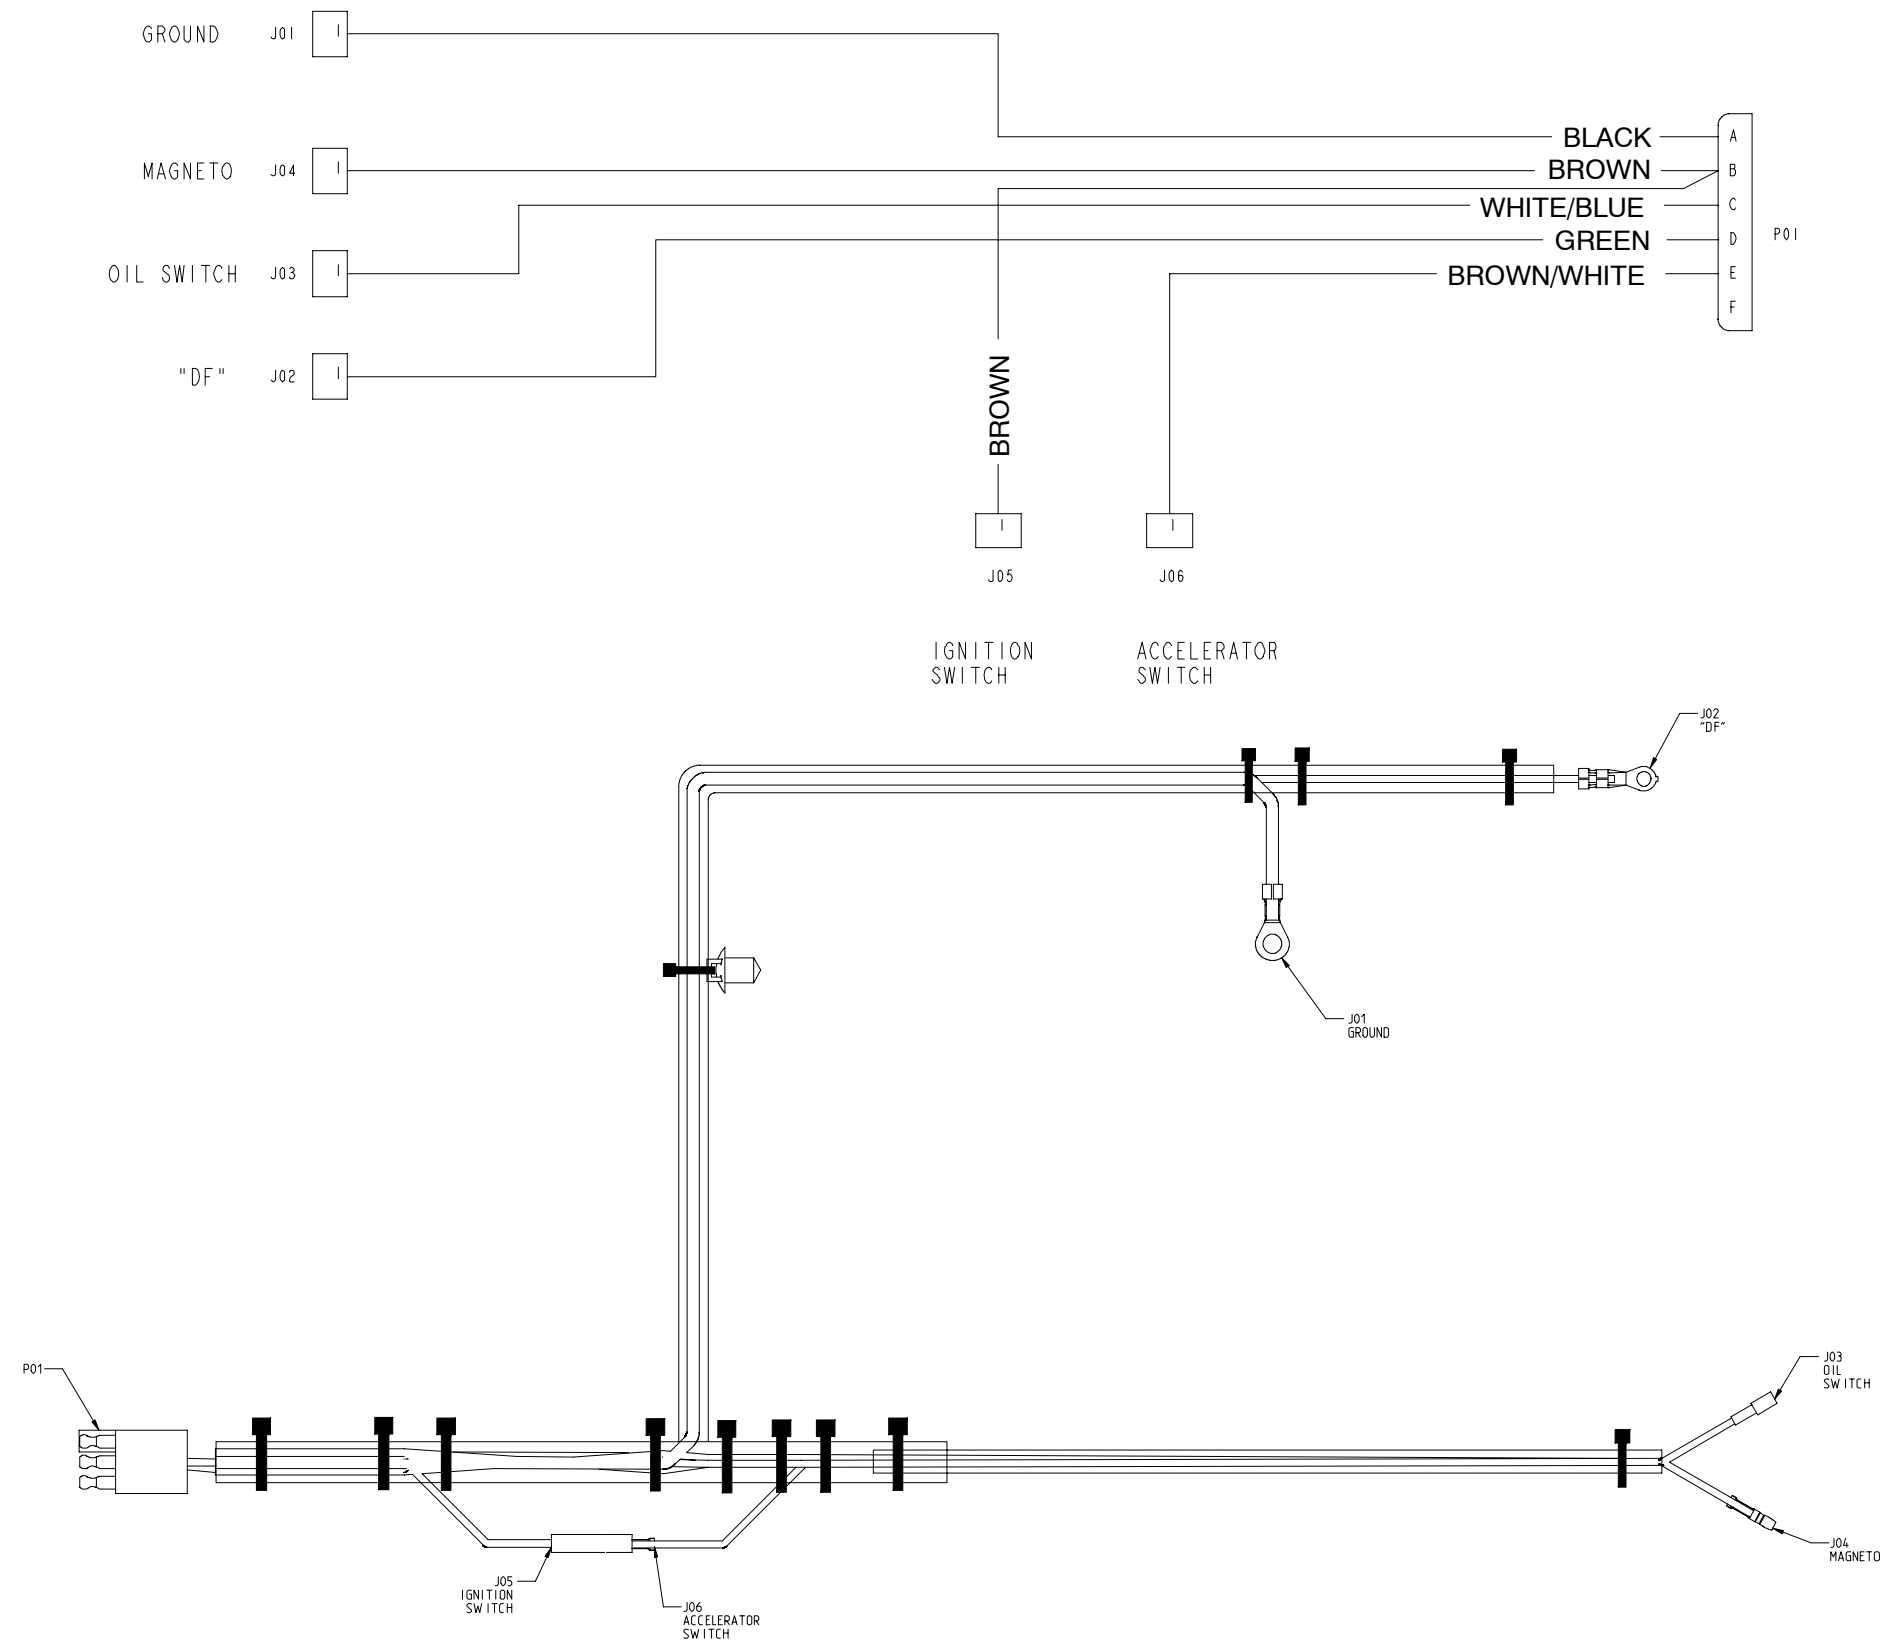 GROUND J01 1
BLACK A
MAGNETO J04 1 BROWN B
WHITE/BLUE C
GREEN D P01
OIL SWITCH J03 1 BROWN/WHITE E
F
"DF" J02 1
BROWN
1 1
J05 J06
IGNITION
SWITCH
ACCELERATOR
SWITCH
J02
"DF"
J01
GROUND
P01
J03
OIL
SWITCH
J04
MAGNETO
J05
IGNITION
SWITCH
J06
ACCELERATOR
SWITCH